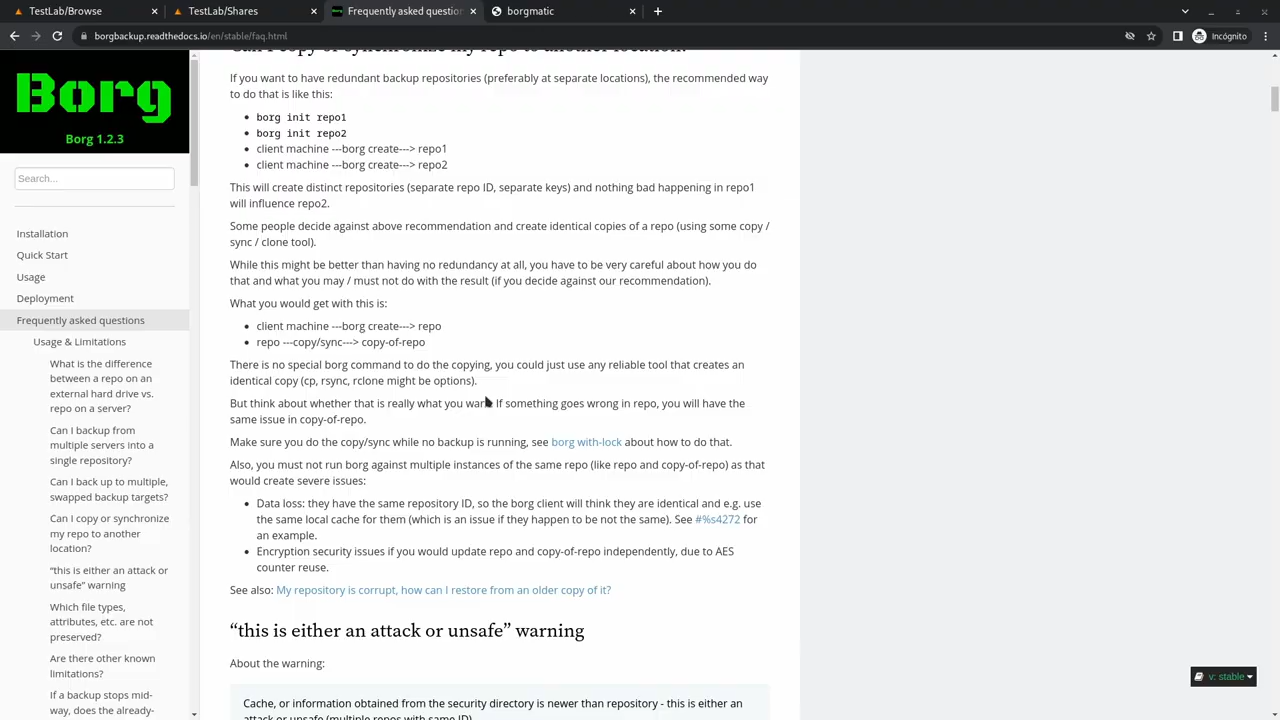 TestLab/Browse
TestLab/Shares
Frequently asked question
borgmatic
borgbackup.readthedocs.io/en/stable/faq.html
Incógnito
Borg
Borg 1.2.3
Search...
Installation
Quick Start
Usage
Deployment
Frequently asked questions
Usage & Limitations
What is the difference
between a repo on an
external hard drive vs.
repo on a server?
Can I backup from
multiple servers into a
single repository?
Can I back up to multiple,
swapped backup targets?
Can I copy or synchronize
my repo to another
location?
“this is either an attack or
unsafe” warning
Which file types,
attributes, etc. are not
preserved?
Are there other known
limitations?
If a backup stops mid-
way, does the already-
Can I copy or synchronize my repo to another location?
If you want to have redundant backup repositories (preferably at separate locations), the recommended way
to do that is like this:
• borg init repo1
• borg init repo2
• client machine ---borg create---> repo1
• client machine ---borg create---> repo2
This will create distinct repositories (separate repo ID, separate keys) and nothing bad happening in repo1
will influence repo2.
Some people decide against above recommendation and create identical copies of a repo (using some copy /
sync / clone tool).
While this might be better than having no redundancy at all, you have to be very careful about how you do
that and what you may / must not do with the result (if you decide against our recommendation).
What you would get with this is:
• client machine ---borg create---> repo
• repo ---copy/sync---> copy-of-repo
There is no special borg command to do the copying, you could just use any reliable tool that creates an
identical copy (cp, rsync, rclone might be options).
But think about whether that is really what you want. If something goes wrong in repo, you will have the
same issue in copy-of-repo.
Make sure you do the copy/sync while no backup is running, see borg with-lock about how to do that.
Also, you must not run borg against multiple instances of the same repo (like repo and copy-of-repo) as that
would create severe issues:
• Data loss: they have the same repository ID, so the borg client will think they are identical and e.g. use
the same local cache for them (which is an issue if they happen to be not the same). See #%s4272 for
an example.
• Encryption security issues if you would update repo and copy-of-repo independently, due to AES
counter reuse.
See also: My repository is corrupt, how can I restore from an older copy of it?
“this is either an attack or unsafe” warning
About the warning:
Cache, or information obtained from the security directory is newer than repository - this is either an
attack or unsafe (multiple repos with same ID)
v: stable